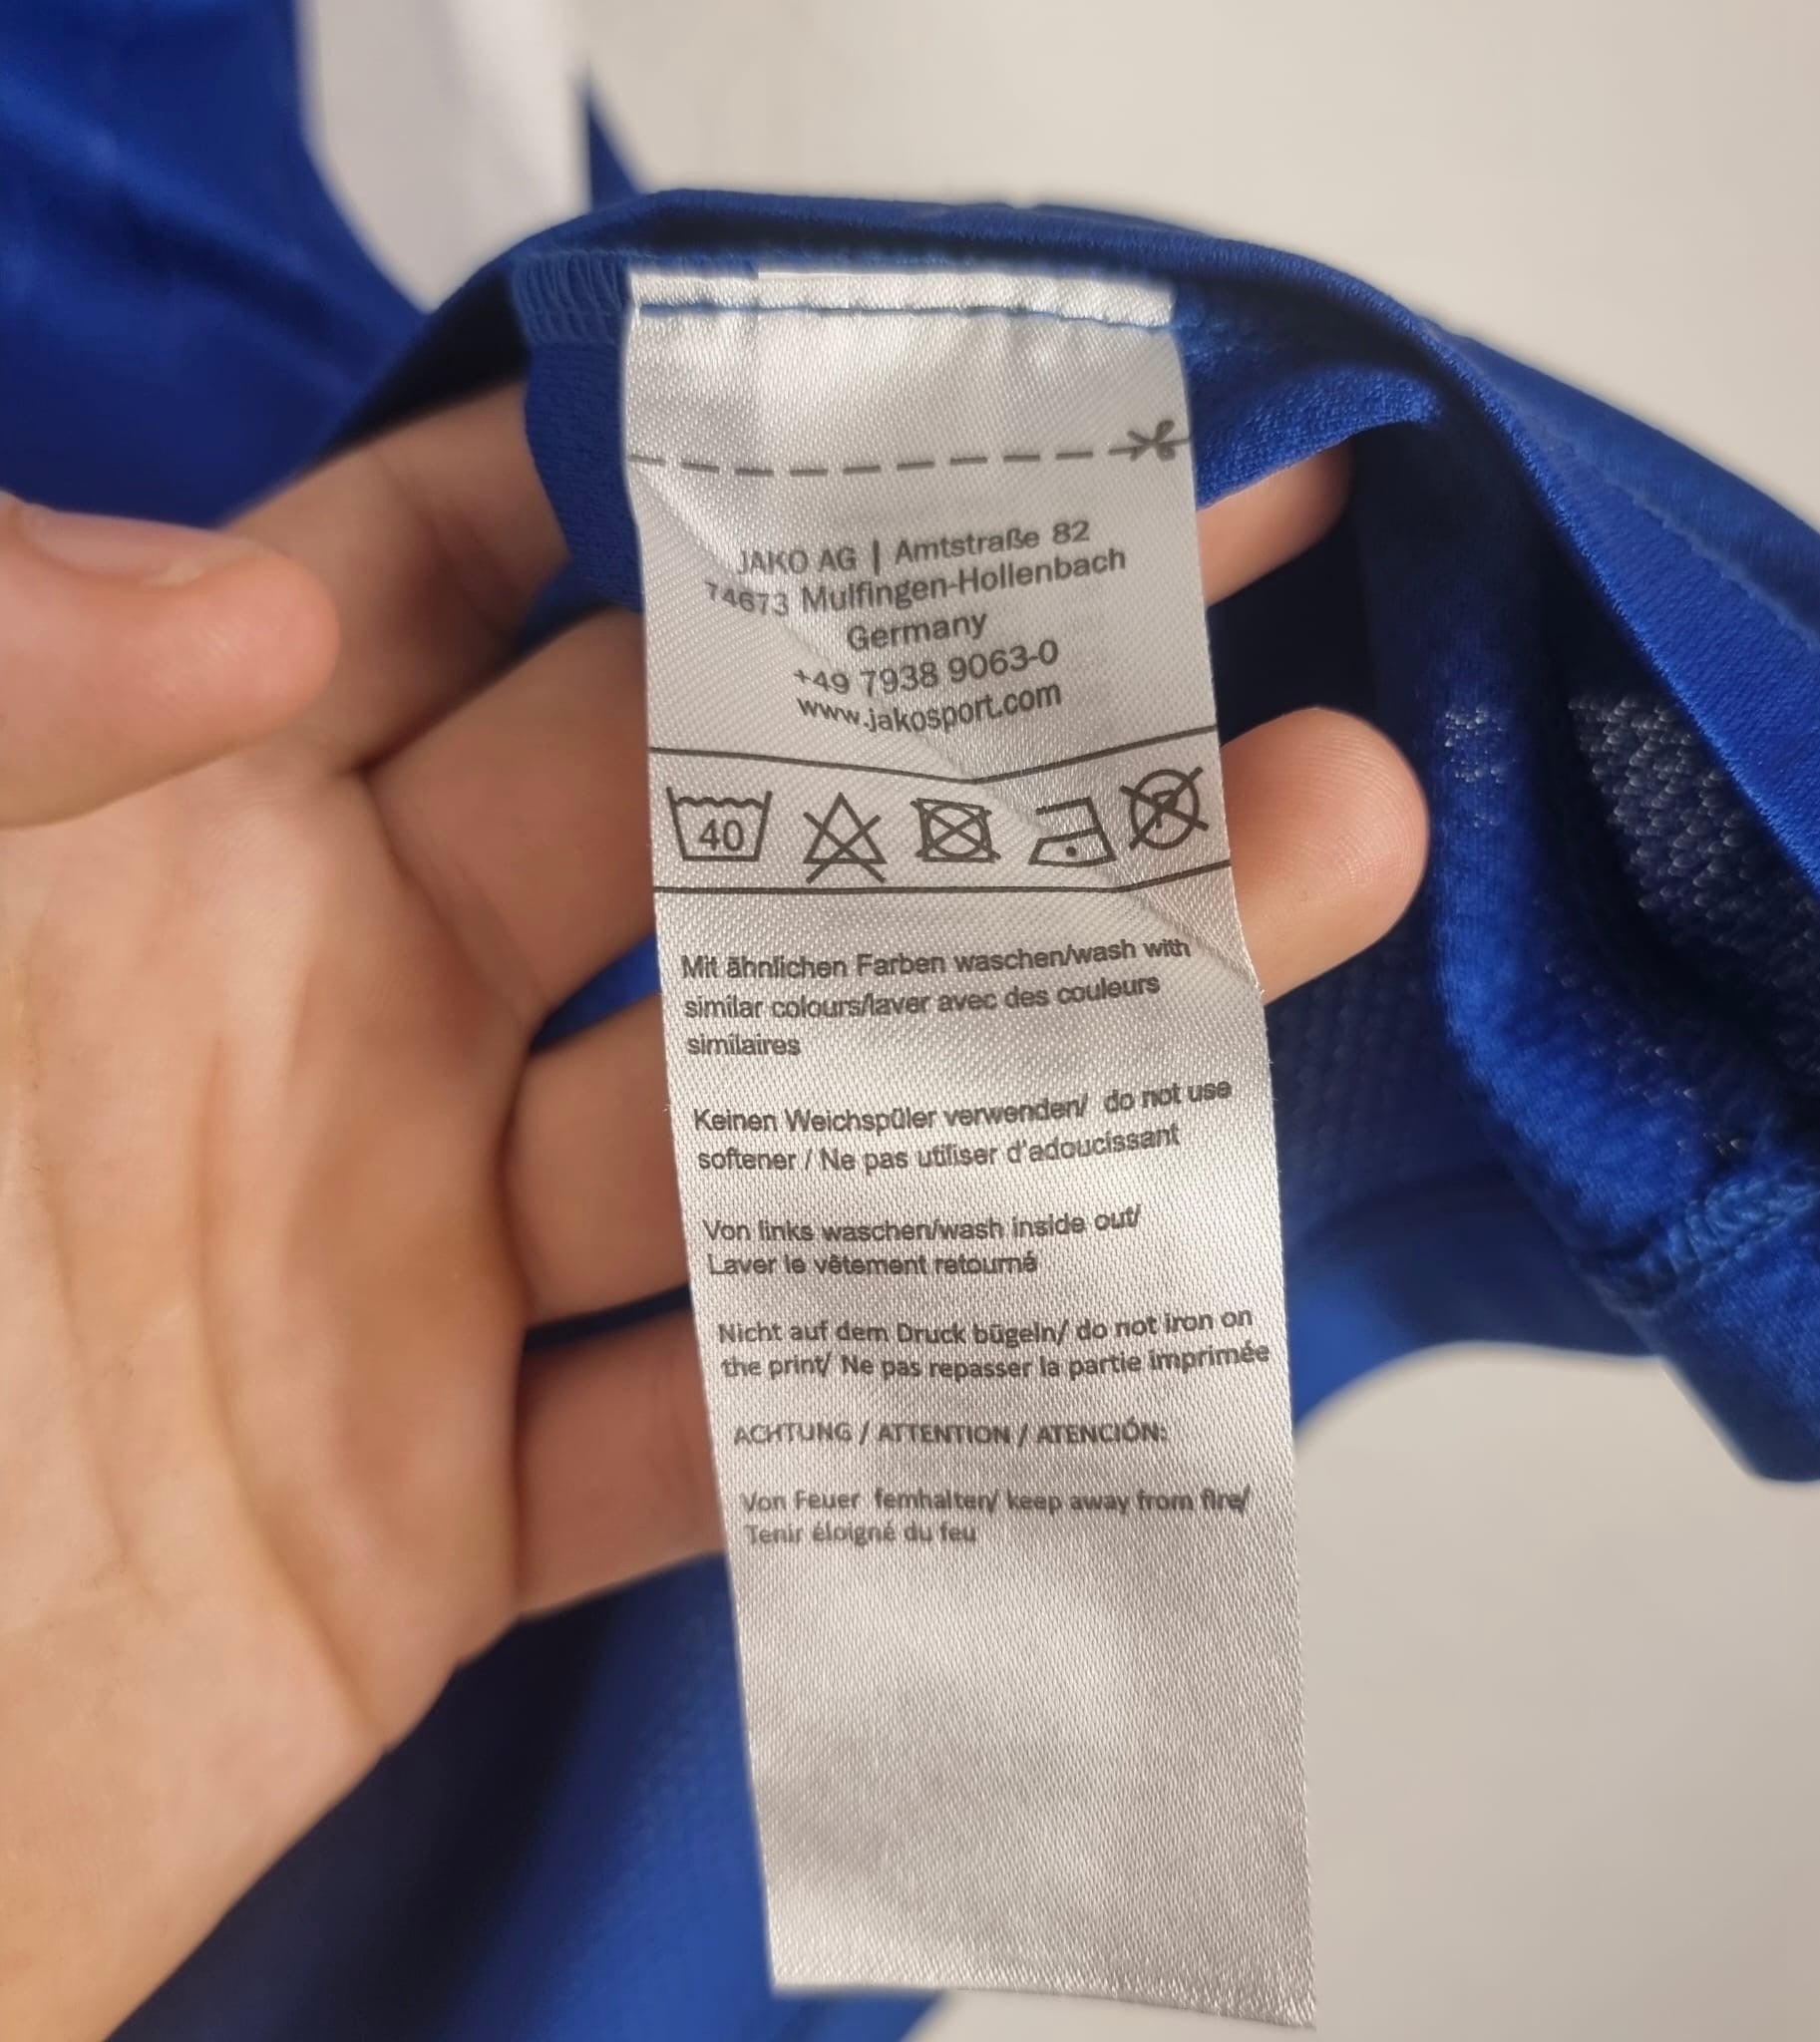 JAKO AG | Amtstraße 82
74673 Mulfingen-Hollenbach
Germany
+49 7938 9063-0
www.jakosport.com
40
P
Mit ähnlichen Farben waschen/wash with
similar colours/laver avec des couleurs
similaires
Keinen Weichspüler verwenden/ do not use
softener / Ne pas utiliser d'adoucissant
Von links waschen/wash inside out/
Laver le vêtement retourné
Nicht auf dem Druck bügeln/ do not iron on
the print/ Ne pas repasser la partie imprimée
ACHTUNG / ATTENTION / ATENCIÓN:
Von Feuer fernhalten/ keep away from fire/
Tenir éloigné du feu